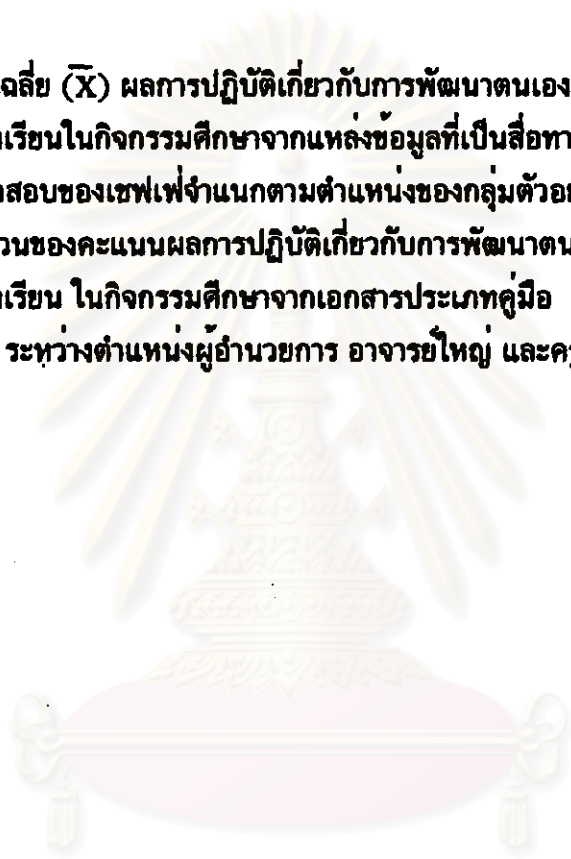 ฉลี่ย (X̄) ผลการปฏิบัติเกี่ยวกับการพัฒนาตนเอง
เรียนในกิจกรรมศึกษาจากแหล่งข้อมูลที่เป็นสื่อทา
สอบของเชฟเฟ่จำแนกตามตำแหน่งของกลุ่มตัวอย
วนของคะแนนผลการปฏิบัติเกี่ยวกับการพัฒนาตน
เรียน ในกิจกรรมศึกษาจากเอกสารประเภทคู่มือ
ระหว่างตำแหน่งผู้อำนวยการ อาจารย์ใหญ่ และคร